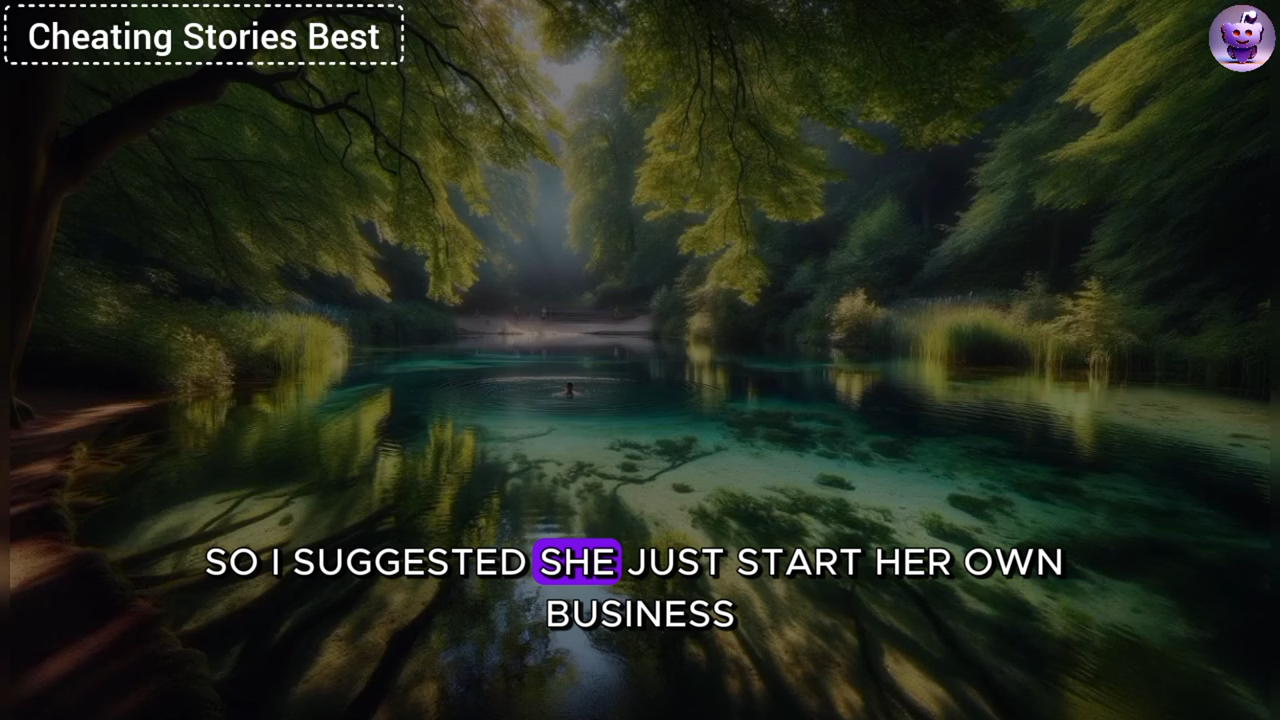 Cheating Stories Best
SO I SUGGESTED SHE JUST START HER OWN
BUSINESS